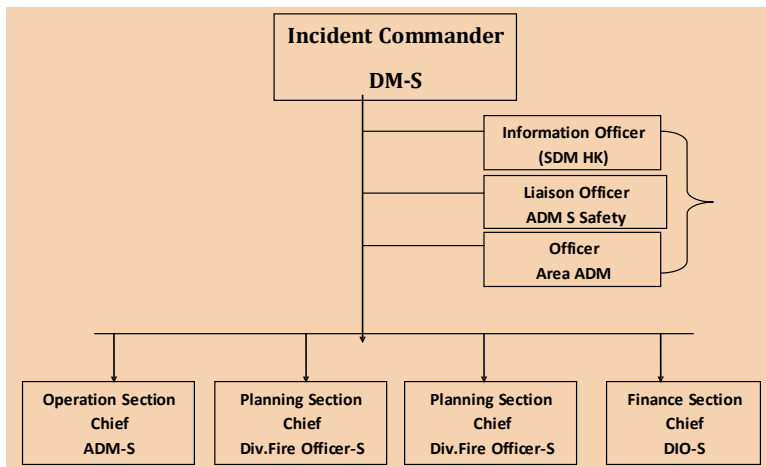 Incident Commander
DM-S
Information Officer
(SDM HK)
Liaison Officer
ADM S Safety
Officer
Area ADM
Operation Section
Chief
ADM-S
Planning Section
Chief
Div.Fire Officer-S
Planning Section
Chief
Div.Fire Officer-S
Finance Section
Chief
DIO-S